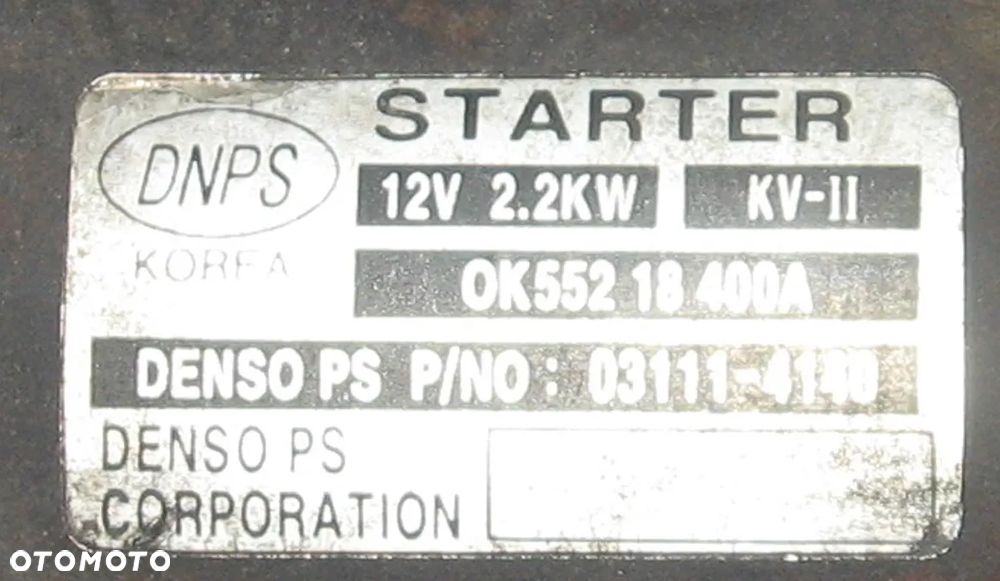 STARTER
DNPS
12V 2.2KW KV-II
KOREA
OK552 18 400A
DENSO PS P/NO: 03111-4140
DENSO PS
CORPORATION
OTOMOTO